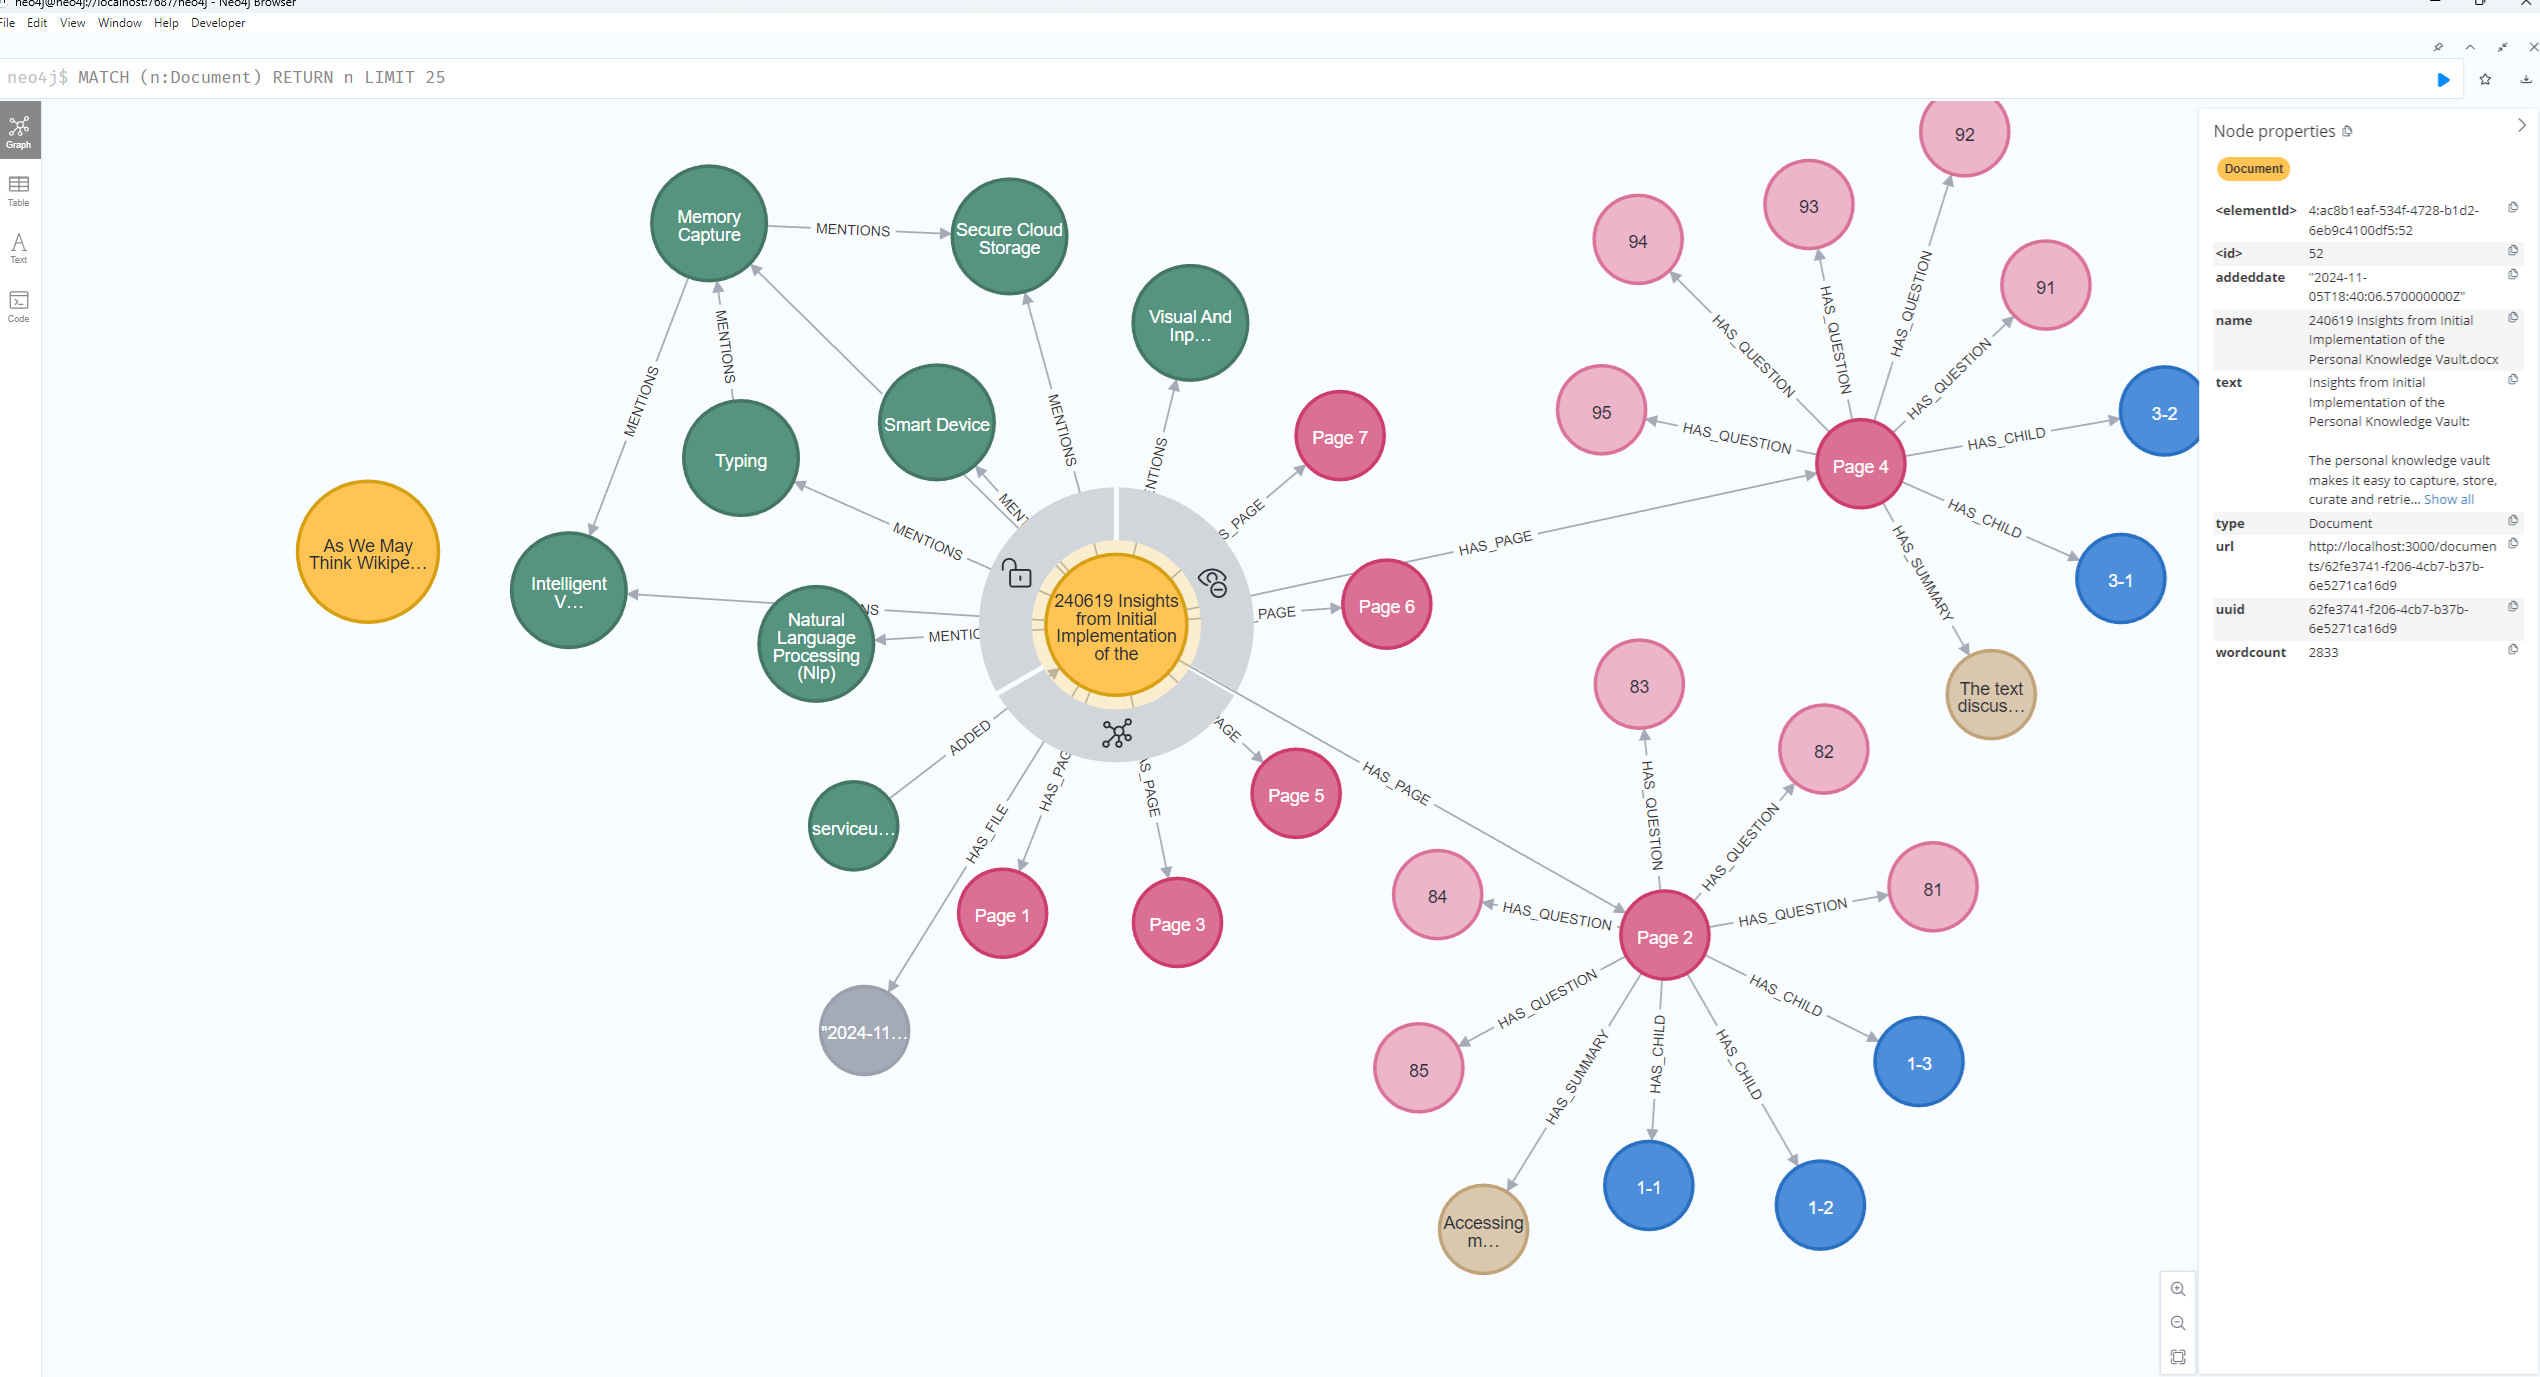 neo4j@neo4j://localhost:7687/neo4j - Neo4j Browser
File Edit View Window Help Developer
neo4j$ MATCH (n:Document) RETURN n LIMIT 25
Graph
Table
Text
Code
Memory
Capture
MENTIONS
Secure Cloud
Storage
Visual And
Inp…
MENTIONS
MENTIONS
MENTIONS
Smart Device
Typing
MENTIONS
As We May
Think Wikipe…
Intelligent
V…
Natural
Language
Processing
(Nlp)
240619 Insights
from Initial
Implementation
of the
ADDED
serviceu…
HAS_FILE
"2024-11…
Page 1
Page 3
Page 5
Page 6
Page 7
HAS_PAGE
HAS_PAGE
92
93
94
91
95
HAS_QUESTION
HAS_QUESTION
HAS_QUESTION
HAS_QUESTION
HAS_QUESTION
Page 4
HAS_CHILD
3-2
HAS_CHILD
3-1
HAS_SUMMARY
The text
discus…
83
82
81
84
85
HAS_QUESTION
HAS_QUESTION
HAS_QUESTION
HAS_QUESTION
HAS_QUESTION
Page 2
HAS_CHILD
1-3
HAS_CHILD
1-2
HAS_CHILD
1-1
HAS_SUMMARY
Accessing
m…
Node properties
Document
<elementId> 4:ac8b1eaf-534f-4728-b1d2-
6eb9c4100df5:52
<id> 52
addeddate "2024-11-
05T18:40:06.570000000Z"
name 240619 Insights from Initial
Implementation of the
Personal Knowledge Vault.docx
text Insights from Initial
Implementation of the
Personal Knowledge Vault:
The personal knowledge vault
makes it easy to capture, store,
curate and retrie... Show all
type Document
url http://localhost:3000/documen
ts/62fe3741-f206-4cb7-b37b-
6e5271ca16d9
uuid 62fe3741-f206-4cb7-b37b-
6e5271ca16d9
wordcount 2833